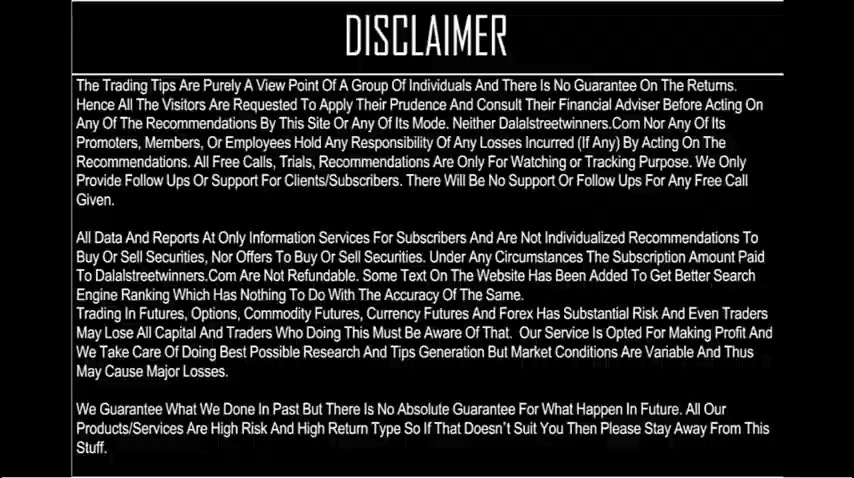 DISCLAIMER
The Trading Tips Are Purely A View Point Of A Group Of Individuals And There Is No Guarantee On The Returns.
Hence All The Visitors Are Requested To Apply Their Prudence And Consult Their Financial Adviser Before Acting On
Any Of The Recommendations By This Site Or Any Of Its Mode. Neither Dalalstreetwinners.Com Nor Any Of Its
Promoters, Members, Or Employees Hold Any Responsibility Of Any Losses Incurred (If Any) By Acting On The
Recommendations. All Free Calls, Trials, Recommendations Are Only For Watching or Tracking Purpose. We Only
Provide Follow Ups Or Support For Clients/Subscribers. There Will Be No Support Or Follow Ups For Any Free Call
Given.
All Data And Reports At Only Information Services For Subscribers And Are Not Individualized Recommendations To
Buy Or Sell Securities, Nor Offers To Buy Or Sell Securities. Under Any Circumstances The Subscription Amount Paid
To Dalalstreetwinners.Com Are Not Refundable. Some Text On The Website Has Been Added To Get Better Search
Engine Ranking Which Has Nothing To Do With The Accuracy Of The Same.
Trading In Futures, Options, Commodity Futures, Currency Futures And Forex Has Substantial Risk And Even Traders
May Lose All Capital And Traders Who Doing This Must Be Aware Of That. Our Service Is Opted For Making Profit And
We Take Care Of Doing Best Possible Research And Tips Generation But Market Conditions Are Variable And Thus
May Cause Major Losses.
We Guarantee What We Done In Past But There Is No Absolute Guarantee For What Happen In Future. All Our
Products/Services Are High Risk And High Return Type So If That Doesn't Suit You Then Please Stay Away From This
Stuff.